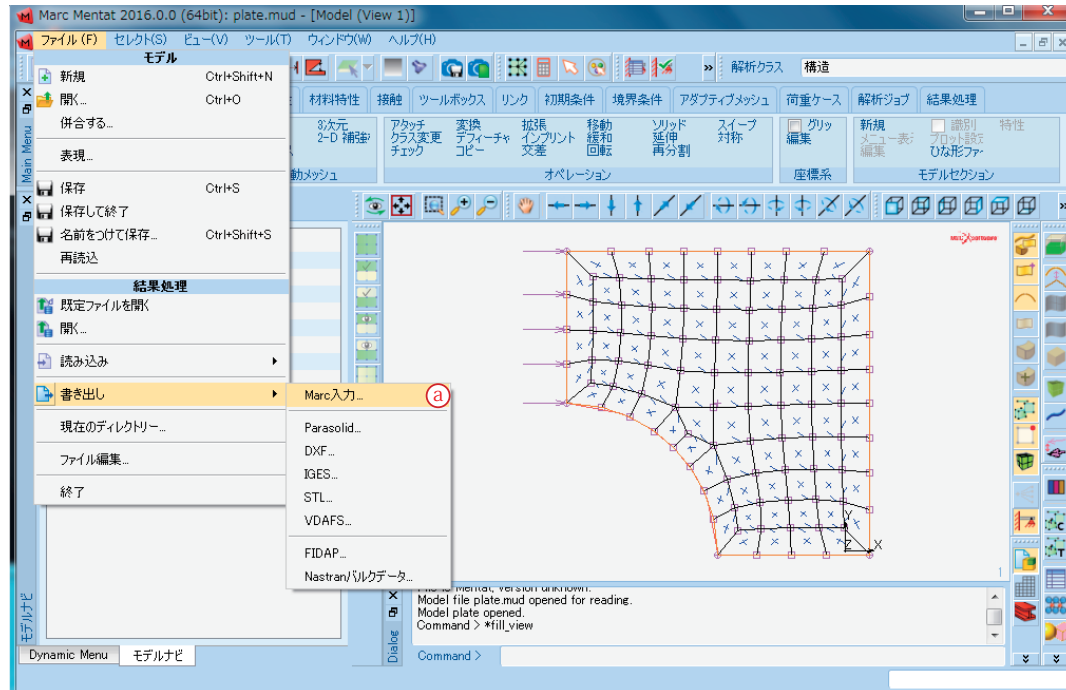 Marc Mentat 2016.0.0 (64bit): plate.mud - [Model (View 1)]
ファイル (F) セレクト(S) ビュー(V) ツール(T) ウィンドウ(W) ヘルプ(H)
» 解析クラス 構造
材料特性 接触 ツールボックス リンク 初期条件 境界条件 アダプティブメッシュ 荷重ケース 解析ジョブ 結果処理
3次元 アタッチ 変換 拡張 移動 ソリッド スイープ グリッ 新規 識別 特性
2-D 補強 クラス変更 デフィーチャ インプリント 緩和 延伸 対称 編集 メニュー表 プロット設定
チェック コピー 交差 回転 再分割 編集 ひな形ファ
動メッシュ オペレーション 座標系 モデルセクション
Main Menu
モデル
新規 Ctrl+Shift+N
開く... Ctrl+O
併合する...
表現...
保存 Ctrl+S
保存して終了
名前をつけて保存... Ctrl+Shift+S
再読込
結果処理
既定ファイルを開く
開く...
読み込み
書き出し
現在のディレクトリー...
ファイル編集...
終了
Marc入力... a
Parasolid...
DXF...
IGES...
STL...
VDAFS...
FIDAP...
Nastranバルクデータ...
Y
Z X
1
モデルナビ
Dynamic Menu モデルナビ
Dialog
Model file plate.mud opened for reading.
Model plate opened.
Command > *fill_view
Command >